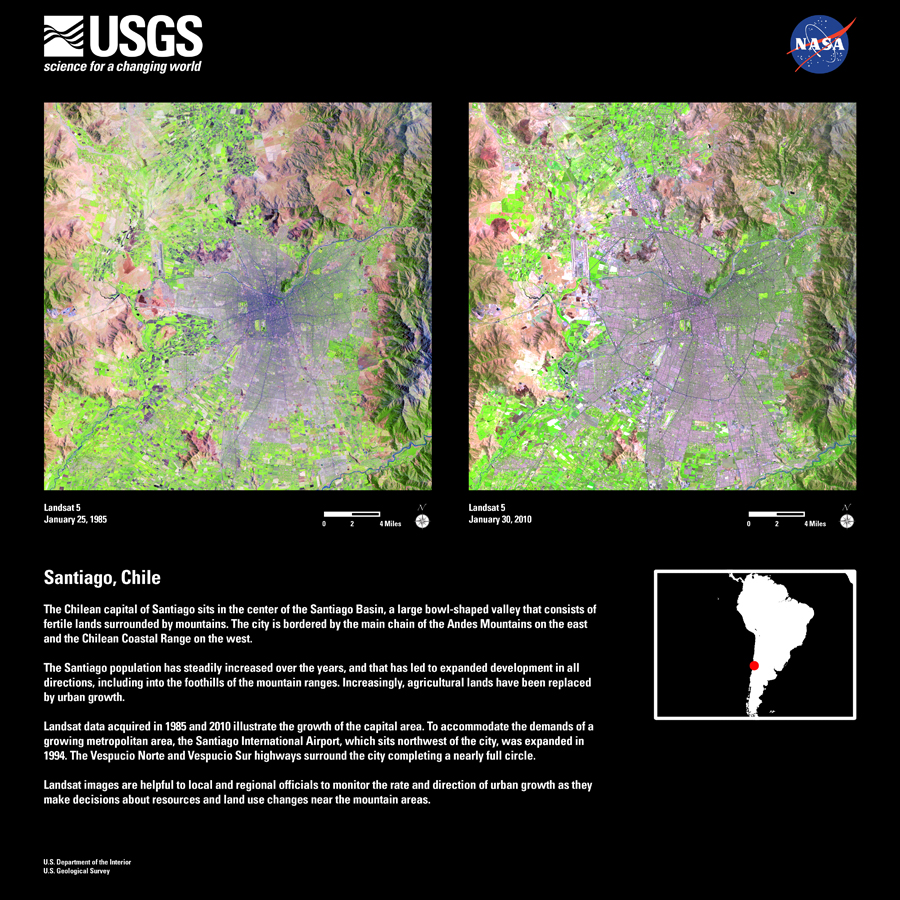 USGS
science for a changing world
NASA
Landsat 5
January 25, 1985
0 2 4 Miles
N
Landsat 5
January 30, 2010
0 2 4 Miles
N
Santiago, Chile
The Chilean capital of Santiago sits in the center of the Santiago Basin, a large bowl-shaped valley that consists of
fertile lands surrounded by mountains. The city is bordered by the main chain of the Andes Mountains on the east
and the Chilean Coastal Range on the west.
The Santiago population has steadily increased over the years, and that has led to expanded development in all
directions, including into the foothills of the mountain ranges. Increasingly, agricultural lands have been replaced
by urban growth.
Landsat data acquired in 1985 and 2010 illustrate the growth of the capital area. To accommodate the demands of a
growing metropolitan area, the Santiago International Airport, which sits northwest of the city, was expanded in
1994. The Vespucio Norte and Vespucio Sur highways surround the city completing a nearly full circle.
Landsat images are helpful to local and regional officials to monitor the rate and direction of urban growth as they
make decisions about resources and land use changes near the mountain areas.
U.S. Department of the Interior
U.S. Geological Survey